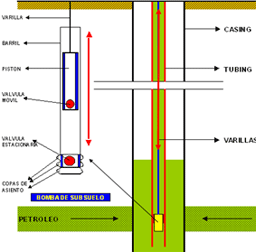 VARILLA
BARRIL
PISTON
VALVULA
MOVIL
VALVULA
ESTACIONARIA
COPAS DE
ASIENTO
BOMBA DE SUBSUELO
PETROLEO
CASING
TUBING
VARILLAS